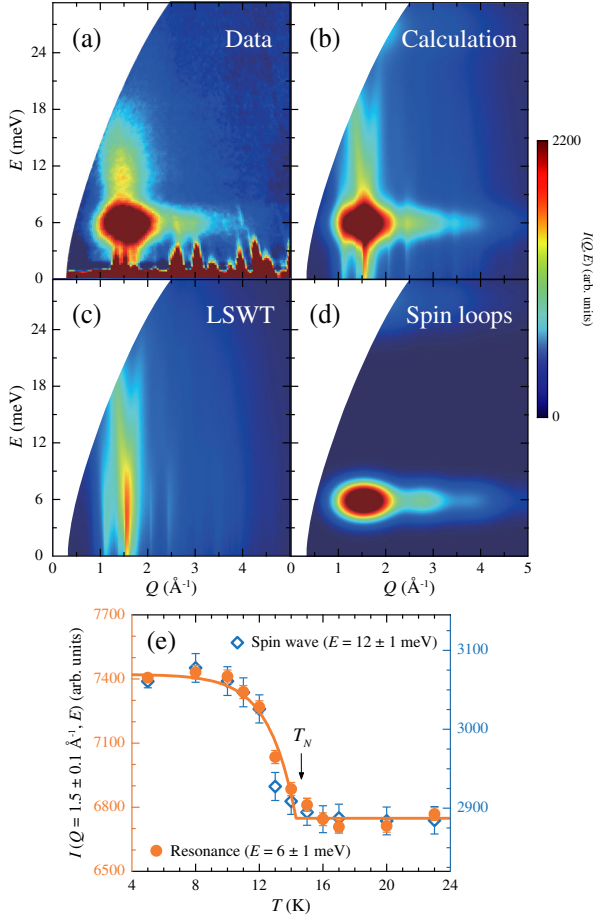 (a) Data
(b) Calculation
E (meV)
24
18
12
6
0
2200
I(Q,E) (arb. units)
0
(c) LSWT
(d) Spin loops
E (meV)
24
18
12
6
0
0 1 2 3 4 0 1 2 3 4 5
Q (Å⁻¹) Q (Å⁻¹)
(e)
Spin wave (E = 12 ± 1 meV)
Resonance (E = 6 ± 1 meV)
T_N
I (Q = 1.5 ± 0.1 Å⁻¹, E) (arb. units)
7700
7400
7100
6800
6500
3100
3000
2900
2800
4 8 12 16 20 24
T (K)